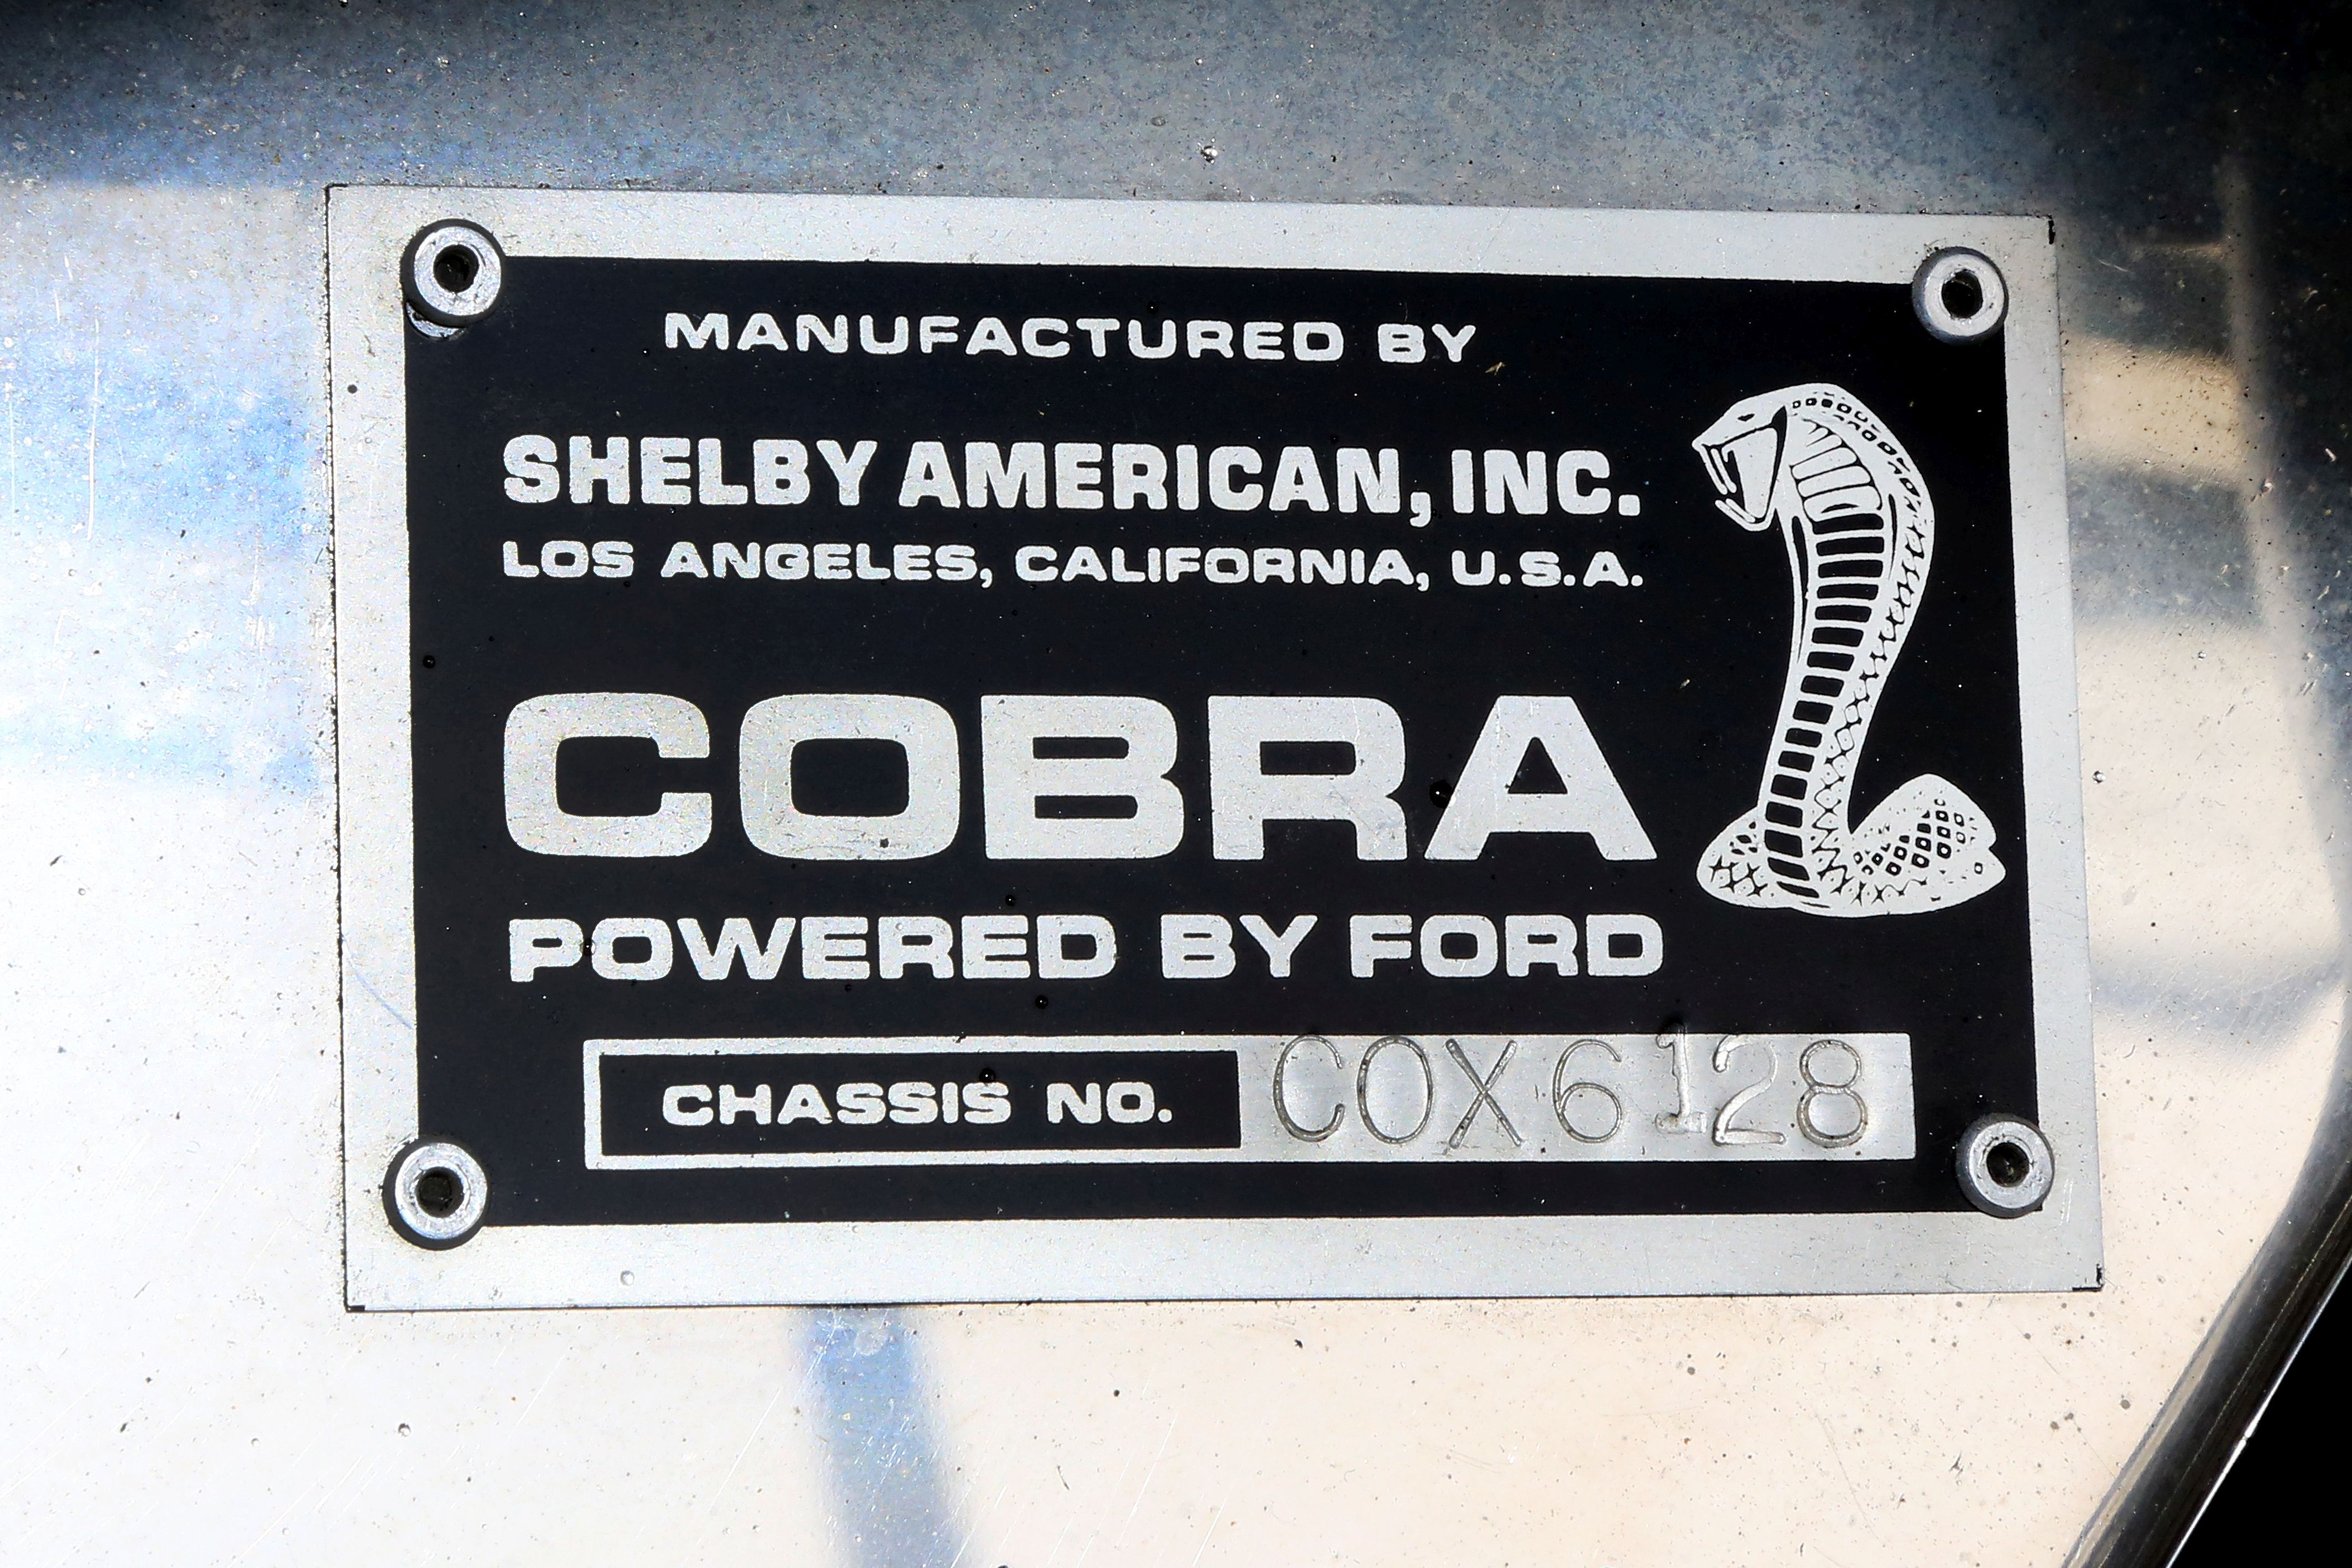 MANUFACTURED BY
SHELBY AMERICAN, INC.
LOS ANGELES, CALIFORNIA, U.S.A.
COBRA
POWERED BY FORD
CHASSIS NO. COX6128